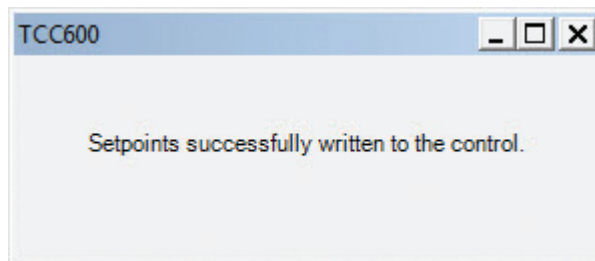 TCC600
Setpoints successfully written to the control.